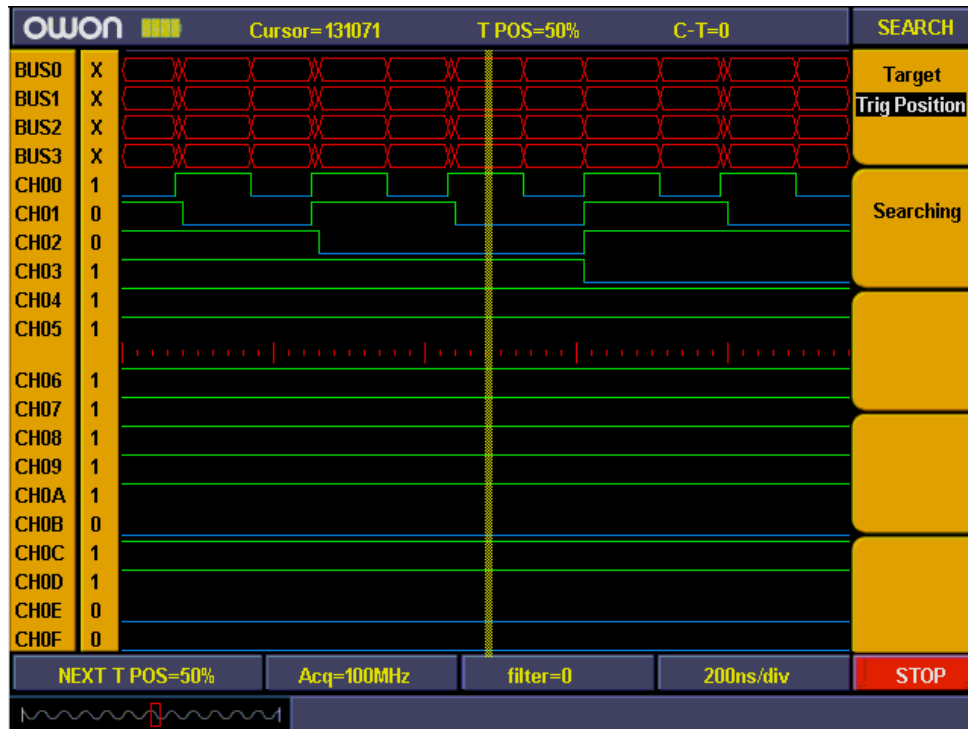 OWON Cursor=131071 T POS=50% C-T=0 SEARCH
BUS0 X
BUS1 X
BUS2 X
BUS3 X
CH00 1
CH01 0
CH02 0
CH03 1
CH04 1
CH05 1
CH06 1
CH07 1
CH08 1
CH09 1
CH0A 1
CH0B 0
CH0C 1
CH0D 1
CH0E 0
CH0F 0
Target
Trig Position
Searching
NEXT T POS=50% Acq=100MHz filter=0 200ns/div STOP